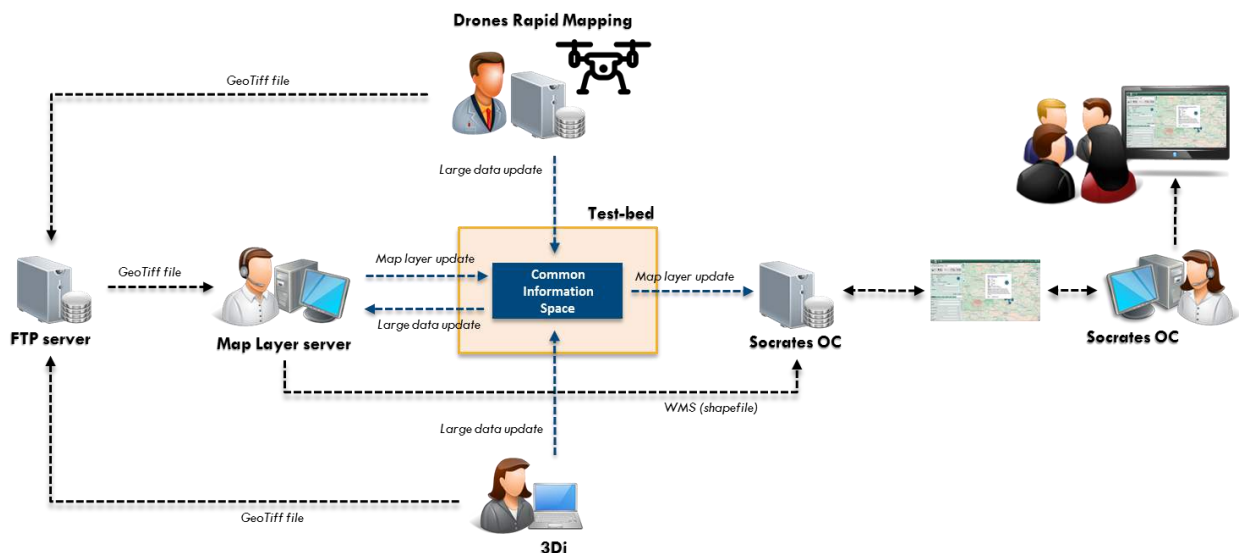 Drones Rapid Mapping
GeoTiff file
Large data update
Test-bed
GeoTiff file
Map layer update
Common
Information
Space
Map layer update
Large data update
FTP server
Map Layer server
Socrates OC
Socrates OC
WMS (shapefile)
Large data update
GeoTiff file
3Di